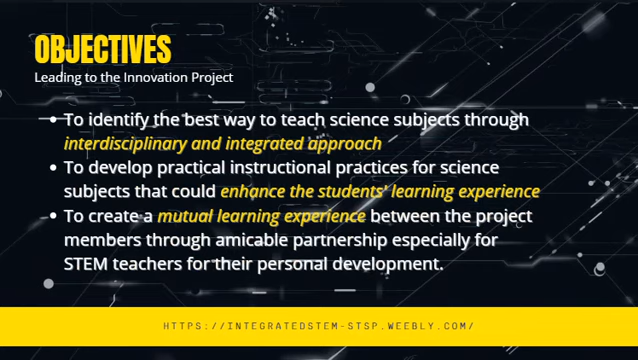 OBJECTIVES
Leading to the Innovation Project
• To identify the best way to teach science subjects through
interdisciplinary and integrated approach
• To develop practical instructional practices for science
subjects that could enhance the students' learning experience
• To create a mutual learning experience between the project
members through amicable partnership especially for
STEM teachers for their personal development.
HTTPS://INTEGRATEDSTEM-STSP.WEEBLY.COM/